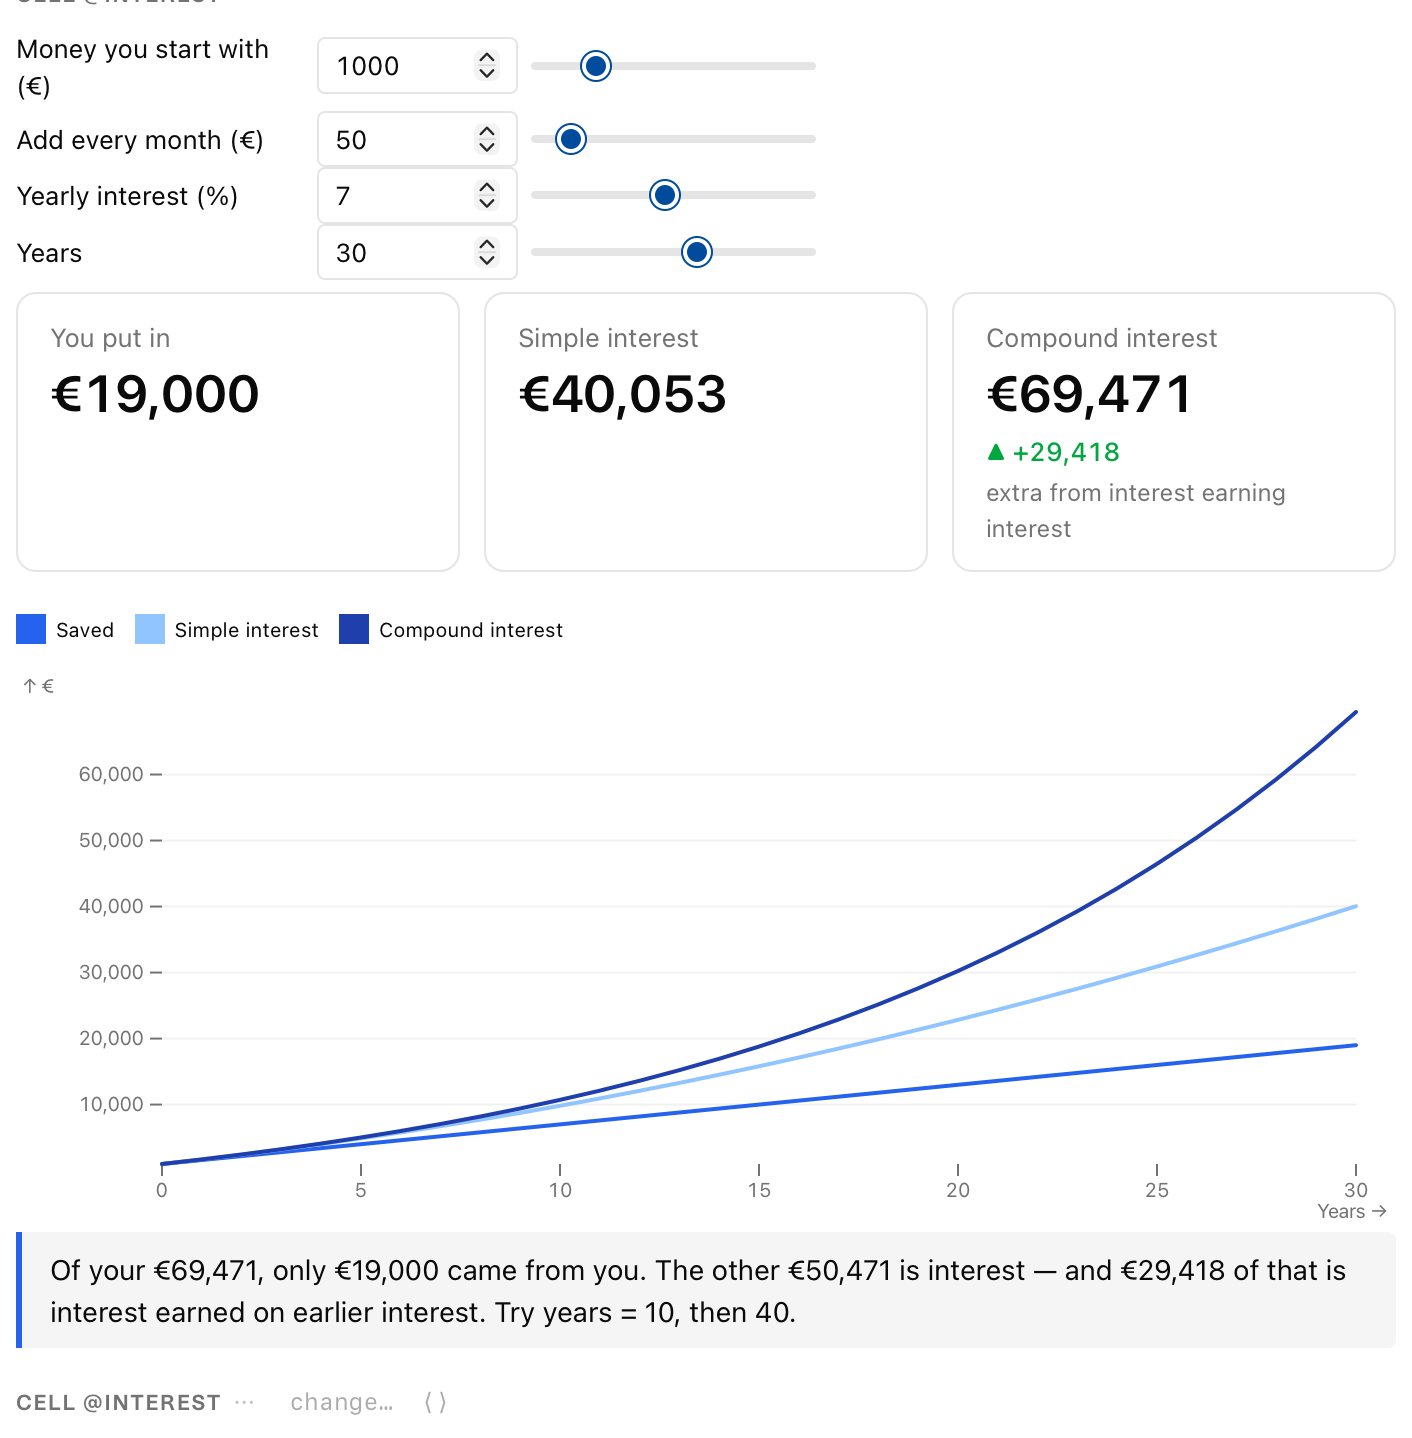 CELL @INTEREST
Money you start with
(€)
1000
Add every month (€)
50
Yearly interest (%)
7
Years
30
You put in
€19,000
Simple interest
€40,053
Compound interest
€69,471
▲ +29,418
extra from interest earning
interest
Saved
Simple interest
Compound interest
↑ €
60,000
50,000
40,000
30,000
20,000
10,000
0 5 10 15 20 25 30
Years →
Of your €69,471, only €19,000 came from you. The other €50,471 is interest — and €29,418 of that is
interest earned on earlier interest. Try years = 10, then 40.
CELL @INTEREST ··· change… ⟨ ⟩